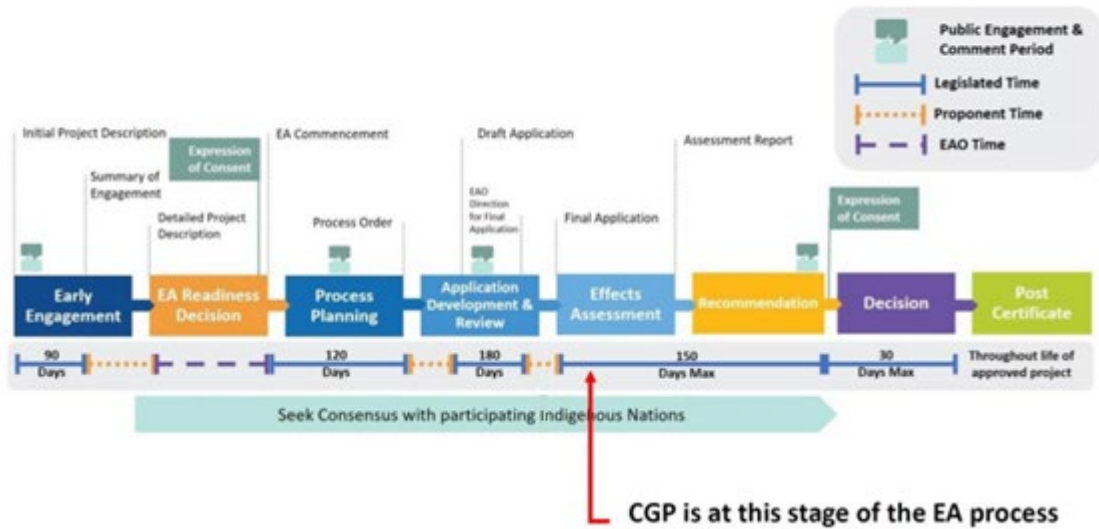 Public Engagement &
Comment Period
Legislated Time
Proponent Time
EAO Time
Initial Project Description
Summary of
Engagement
Expression
of Consent
Detailed Project
Description
EA Commencement
Process Order
Draft Application
EAO
Direction
for Final
Application
Final Application
Assessment Report
Expression
of Consent
Early
Engagement
EA Readiness
Decision
Process
Planning
Application
Development &
Review
Effects
Assessment
Recommendation
Decision
Post
Certificate
90
Days
120
Days
180
Days
150
Days Max
30
Days Max
Throughout life of
approved project
Seek Consensus with participating Indigenous Nations
CGP is at this stage of the EA process